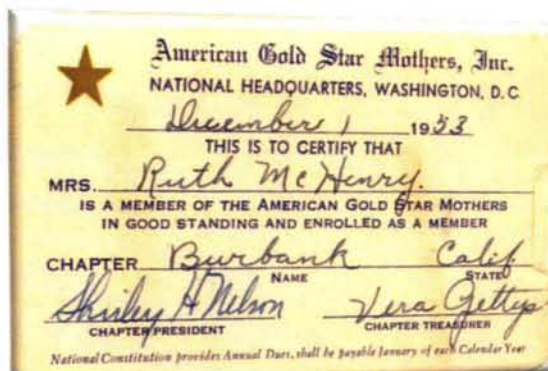 American Gold Star Mothers, Inc.
NATIONAL HEADQUARTERS, WASHINGTON, D. C.
December 1 1953
THIS IS TO CERTIFY THAT
MRS. Ruth McHenry.
IS A MEMBER OF THE AMERICAN GOLD STAR MOTHERS
IN GOOD STANDING AND ENROLLED AS A MEMBER
CHAPTER Burbank Calif
NAME STATE
Shirley H Nelson Vera Gettys
CHAPTER PRESIDENT CHAPTER TREASURER
National Constitution provides Annual Dues, shall be payable January of each Calendar Year